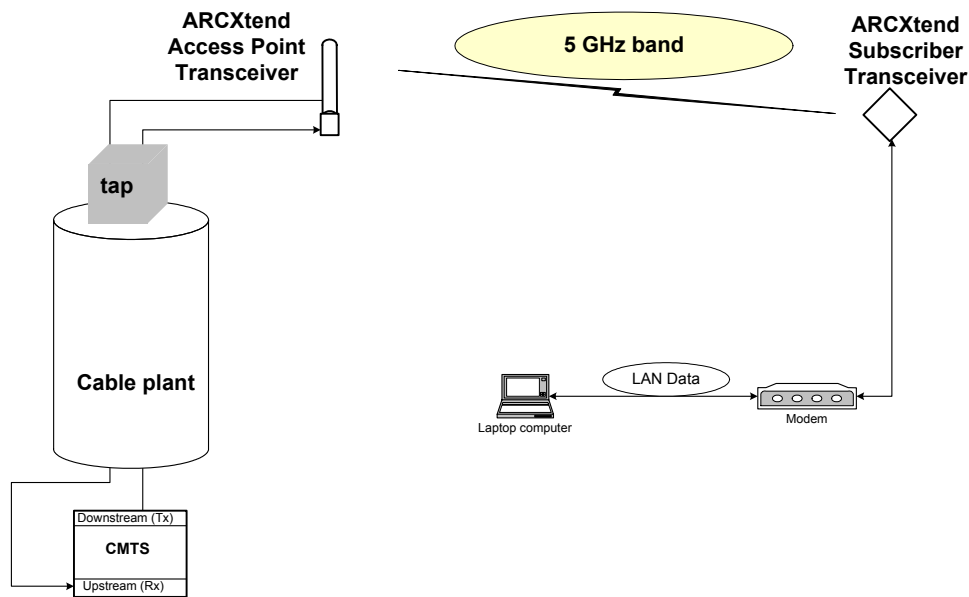 ARCXtend
Access Point
Transceiver
5 GHz band
ARCXtend
Subscriber
Transceiver
tap
Cable plant
LAN Data
Laptop computer
Modem
Downstream (Tx)
CMTS
Upstream (Rx)